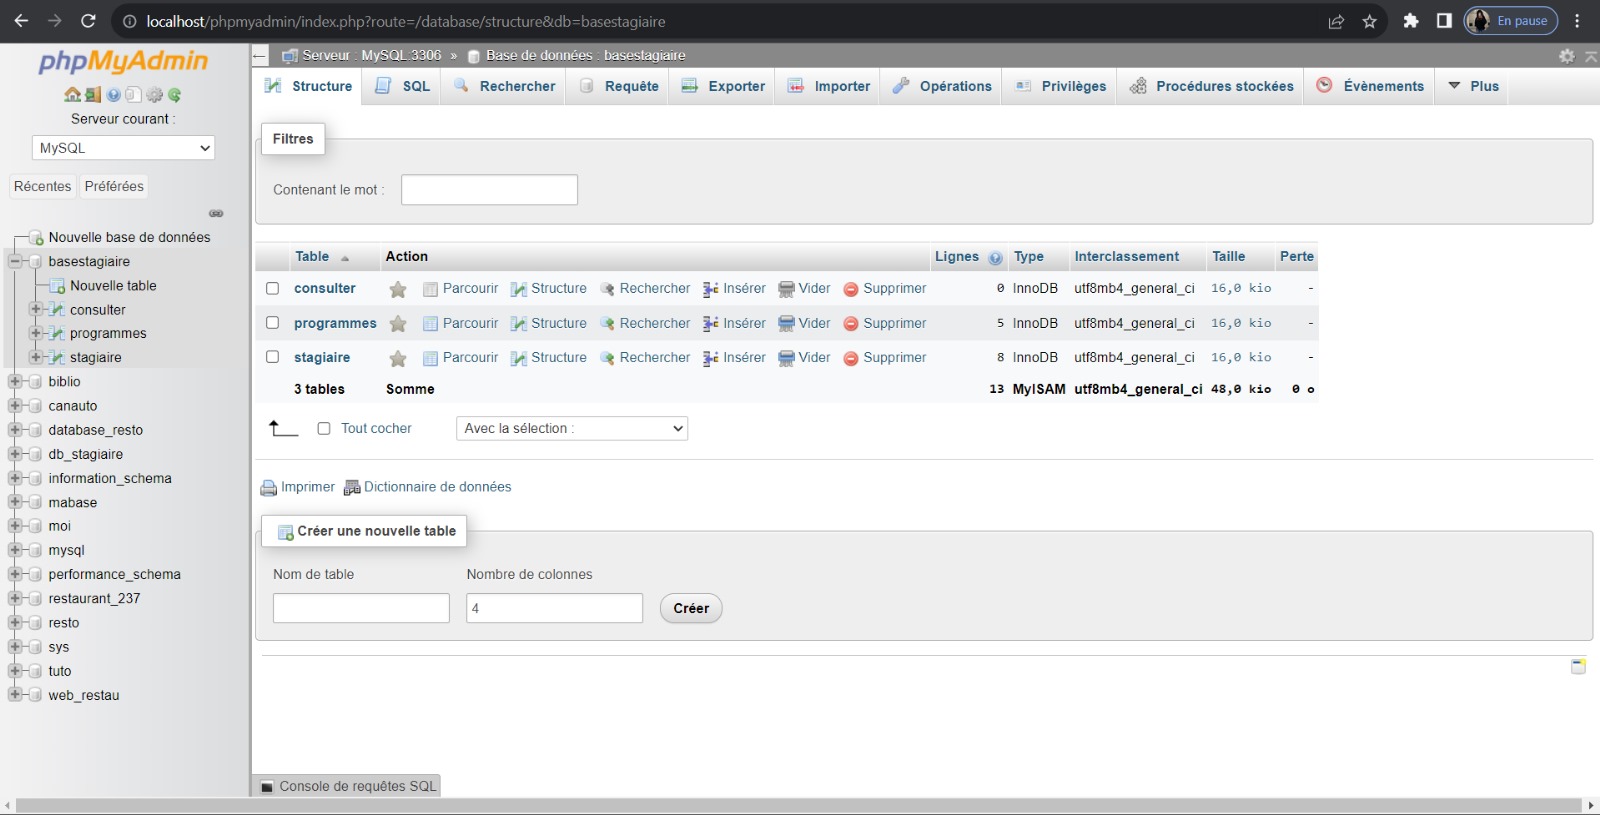 localhost/phpmyadmin/index.php?route=/database/structure&db=basestagiaire
En pause
phpMyAdmin
Serveur courant :
MySQL
Récentes Préférées
Nouvelle base de données
basestagiaire
Nouvelle table
consulter
programmes
stagiaire
biblio
canauto
database_resto
db_stagiaire
information_schema
mabase
moi
mysql
performance_schema
restaurant_237
resto
sys
tuto
web_restau
Serveur : MySQL:3306 » Base de données : basestagiaire
Structure SQL Rechercher Requête Exporter Importer Opérations Privilèges Procédures stockées Évènements Plus
Filtres
Contenant le mot :
Table Action Lignes Type Interclassement Taille Perte
consulter Parcourir Structure Rechercher Insérer Vider Supprimer 0 InnoDB utf8mb4_general_ci 16,0 kio -
programmes Parcourir Structure Rechercher Insérer Vider Supprimer 5 InnoDB utf8mb4_general_ci 16,0 kio -
stagiaire Parcourir Structure Rechercher Insérer Vider Supprimer 8 InnoDB utf8mb4_general_ci 16,0 kio -
3 tables Somme 13 MyISAM utf8mb4_general_ci 48,0 kio 0 o
Tout cocher Avec la sélection :
Imprimer Dictionnaire de données
Créer une nouvelle table
Nom de table Nombre de colonnes
4 Créer
Console de requêtes SQL